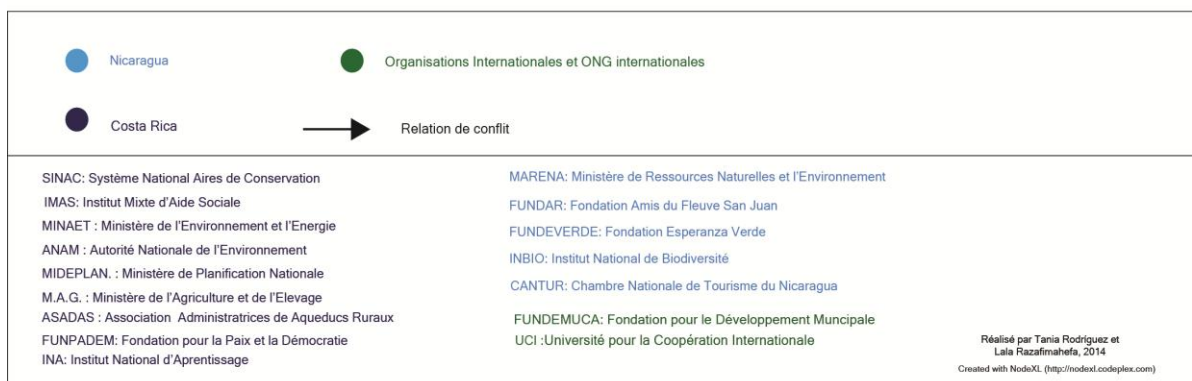 Nicaragua
Organisations Internationales et ONG internationales
Costa Rica
Relation de conflit
SINAC: Système National Aires de Conservation
IMAS: Institut Mixte d'Aide Sociale
MINAET : Ministère de l'Environnement et l'Energie
ANAM : Autorité Nationale de l'Environnement
MIDEPLAN. : Ministère de Planification Nationale
M.A.G. : Ministère de l'Agriculture et de l'Elevage
ASADAS : Association Administratrices de Aqueducs Ruraux
FUNPADEM: Fondation pour la Paix et la Démocratie
INA: Institut National d'Aprentissage
MARENA: Ministère de Ressources Naturelles et l'Environnement
FUNDAR: Fondation Amis du Fleuve San Juan
FUNDEVERDE: Fondation Esperanza Verde
INBIO: Institut National de Biodiversité
CANTUR: Chambre Nationale de Tourisme du Nicaragua
FUNDEMUCA: Fondation pour le Développement Muncipale
UCI :Université pour la Coopération Internationale
Réalisé par Tania Rodríguez et
Lala Razafimahefa, 2014
Created with NodeXL (http://nodexl.codeplex.com)